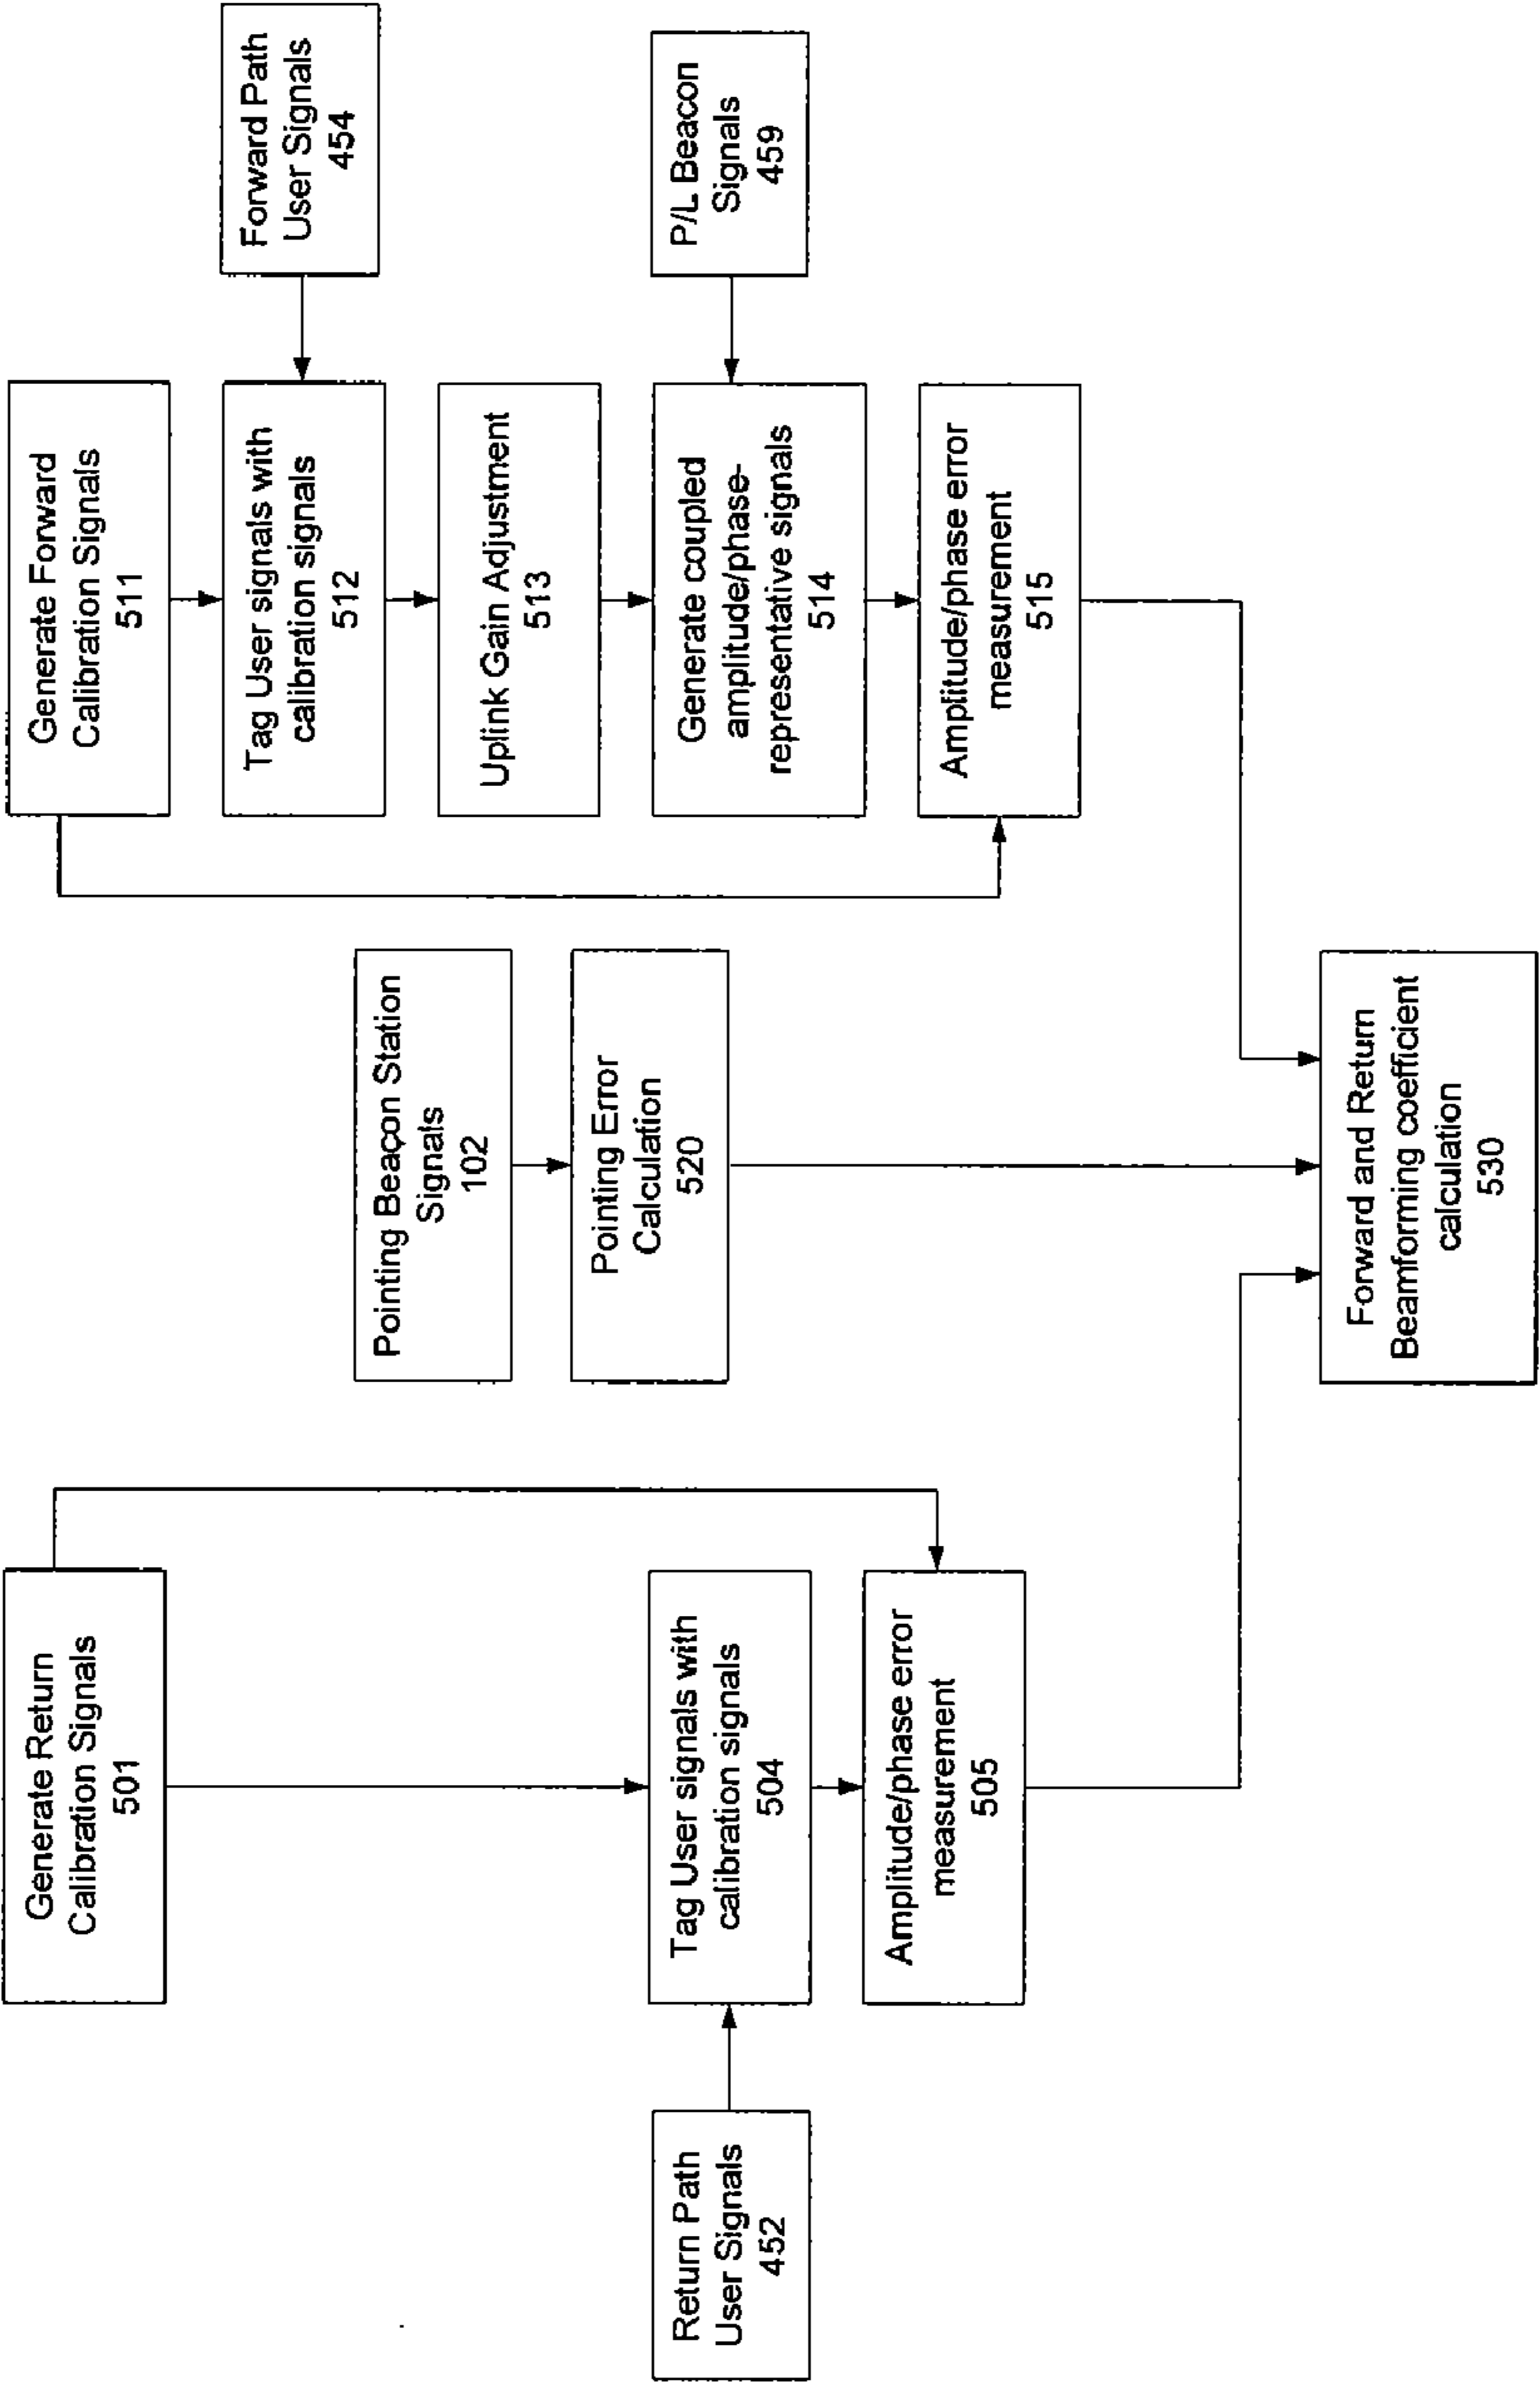 Generate Return
Calibration Signals
501
Return Path
User Signals
452
Tag User signals with
calibration signals
504
Amplitude/phase error
measurement
505
Pointing Beacon Station
Signals
102
Pointing Error
Calculation
520
Forward and Return
Beamforming coefficient
calculation
530
Generate Forward
Calibration Signals
511
Forward Path
User Signals
454
Tag User signals with
calibration signals
512
Uplink Gain Adjustment
513
P/L Beacon
Signals
459
Generate coupled
amplitude/phase-
representative signals
514
Amplitude/phase error
measurement
515